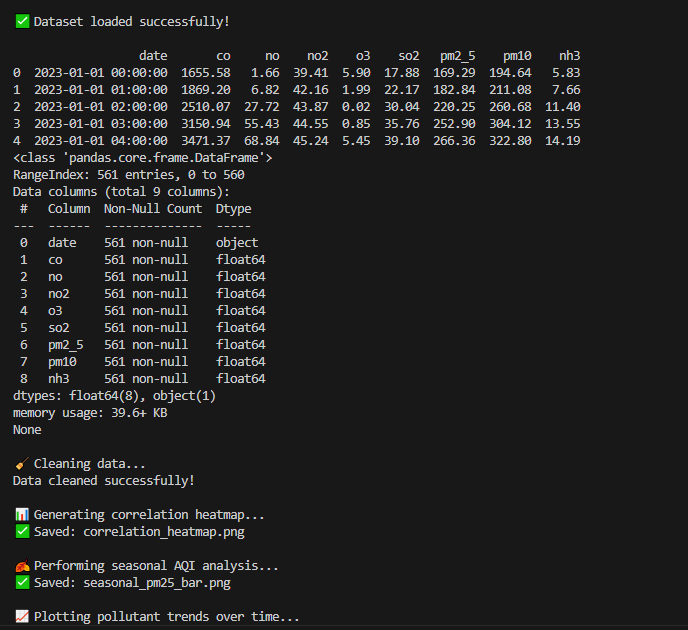 ✅ Dataset loaded successfully!
                  date       co     no    no2    o3    so2   pm2_5    pm10    nh3
0  2023-01-01 00:00:00  1655.58   1.66  39.41  5.90  17.88  169.29  194.64   5.83
1  2023-01-01 01:00:00  1869.20   6.82  42.16  1.99  22.17  182.84  211.08   7.66
2  2023-01-01 02:00:00  2510.07  27.72  43.87  0.02  30.04  220.25  260.68  11.40
3  2023-01-01 03:00:00  3150.94  55.43  44.55  0.85  35.76  252.90  304.12  13.55
4  2023-01-01 04:00:00  3471.37  68.84  45.24  5.45  39.10  266.36  322.80  14.19
<class 'pandas.core.frame.DataFrame'>
RangeIndex: 561 entries, 0 to 560
Data columns (total 9 columns):
 #   Column  Non-Null Count  Dtype
---  ------  --------------  -----
 0   date    561 non-null    object
 1   co      561 non-null    float64
 2   no      561 non-null    float64
 3   no2     561 non-null    float64
 4   o3      561 non-null    float64
 5   so2     561 non-null    float64
 6   pm2_5   561 non-null    float64
 7   pm10    561 non-null    float64
 8   nh3     561 non-null    float64
dtypes: float64(8), object(1)
memory usage: 39.6+ KB
None
🧹 Cleaning data...
Data cleaned successfully!
📊 Generating correlation heatmap...
✅ Saved: correlation_heatmap.png
🍂 Performing seasonal AQI analysis...
✅ Saved: seasonal_pm25_bar.png
📈 Plotting pollutant trends over time...